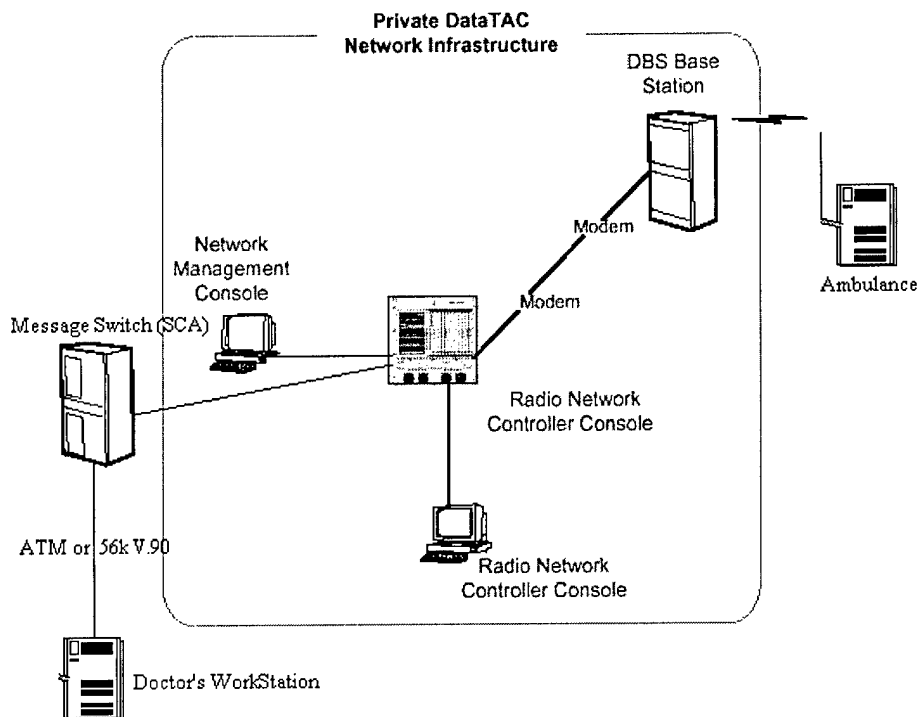 Private DataTAC
Network Infrastructure
DBS Base
Station
Modem
Ambulance
Network
Management
Console
Modem
Message Switch (SCA)
Radio Network
Controller Console
ATM or 56k V.90
Radio Network
Controller Console
Doctor's WorkStation